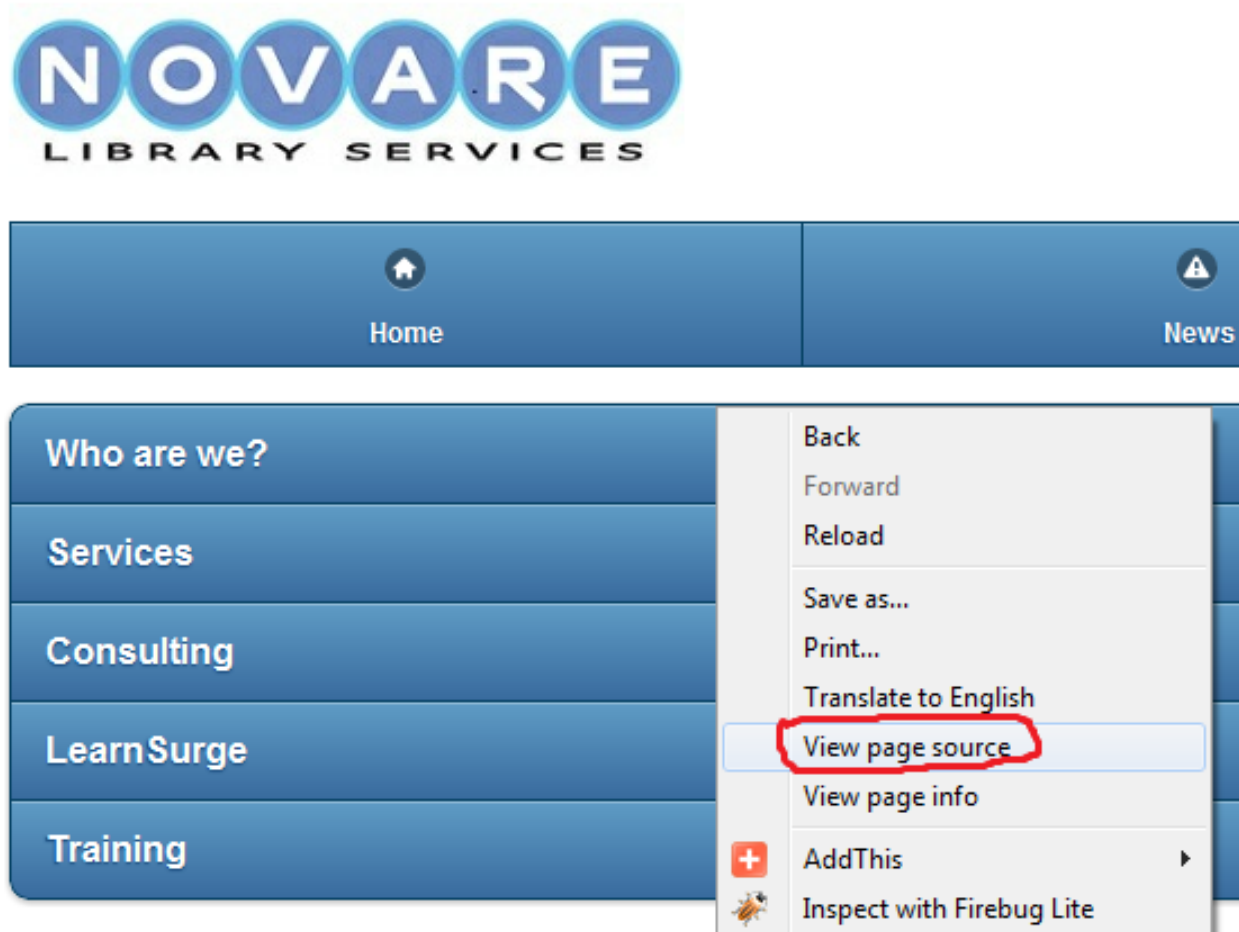 NOVARE
LIBRARY SERVICES
Home
News
Who are we?
Services
Consulting
LearnSurge
Training
Back
Forward
Reload
Save as...
Print...
Translate to English
View page source
View page info
AddThis
Inspect with Firebug Lite